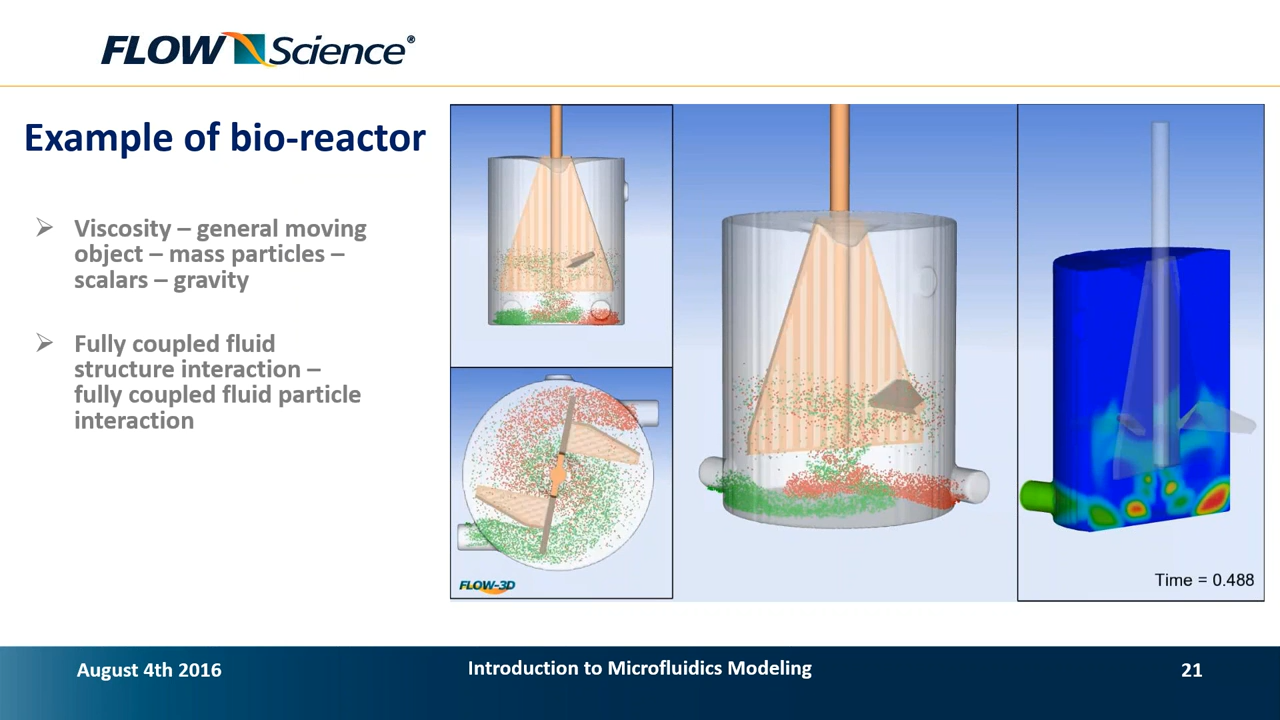 FLOW Science®
Example of bio-reactor
➢ Viscosity – general moving
object – mass particles –
scalars – gravity
➢ Fully coupled fluid
structure interaction –
fully coupled fluid particle
interaction
FLOW-3D
Time = 0.488
August 4th 2016
Introduction to Microfluidics Modeling
21